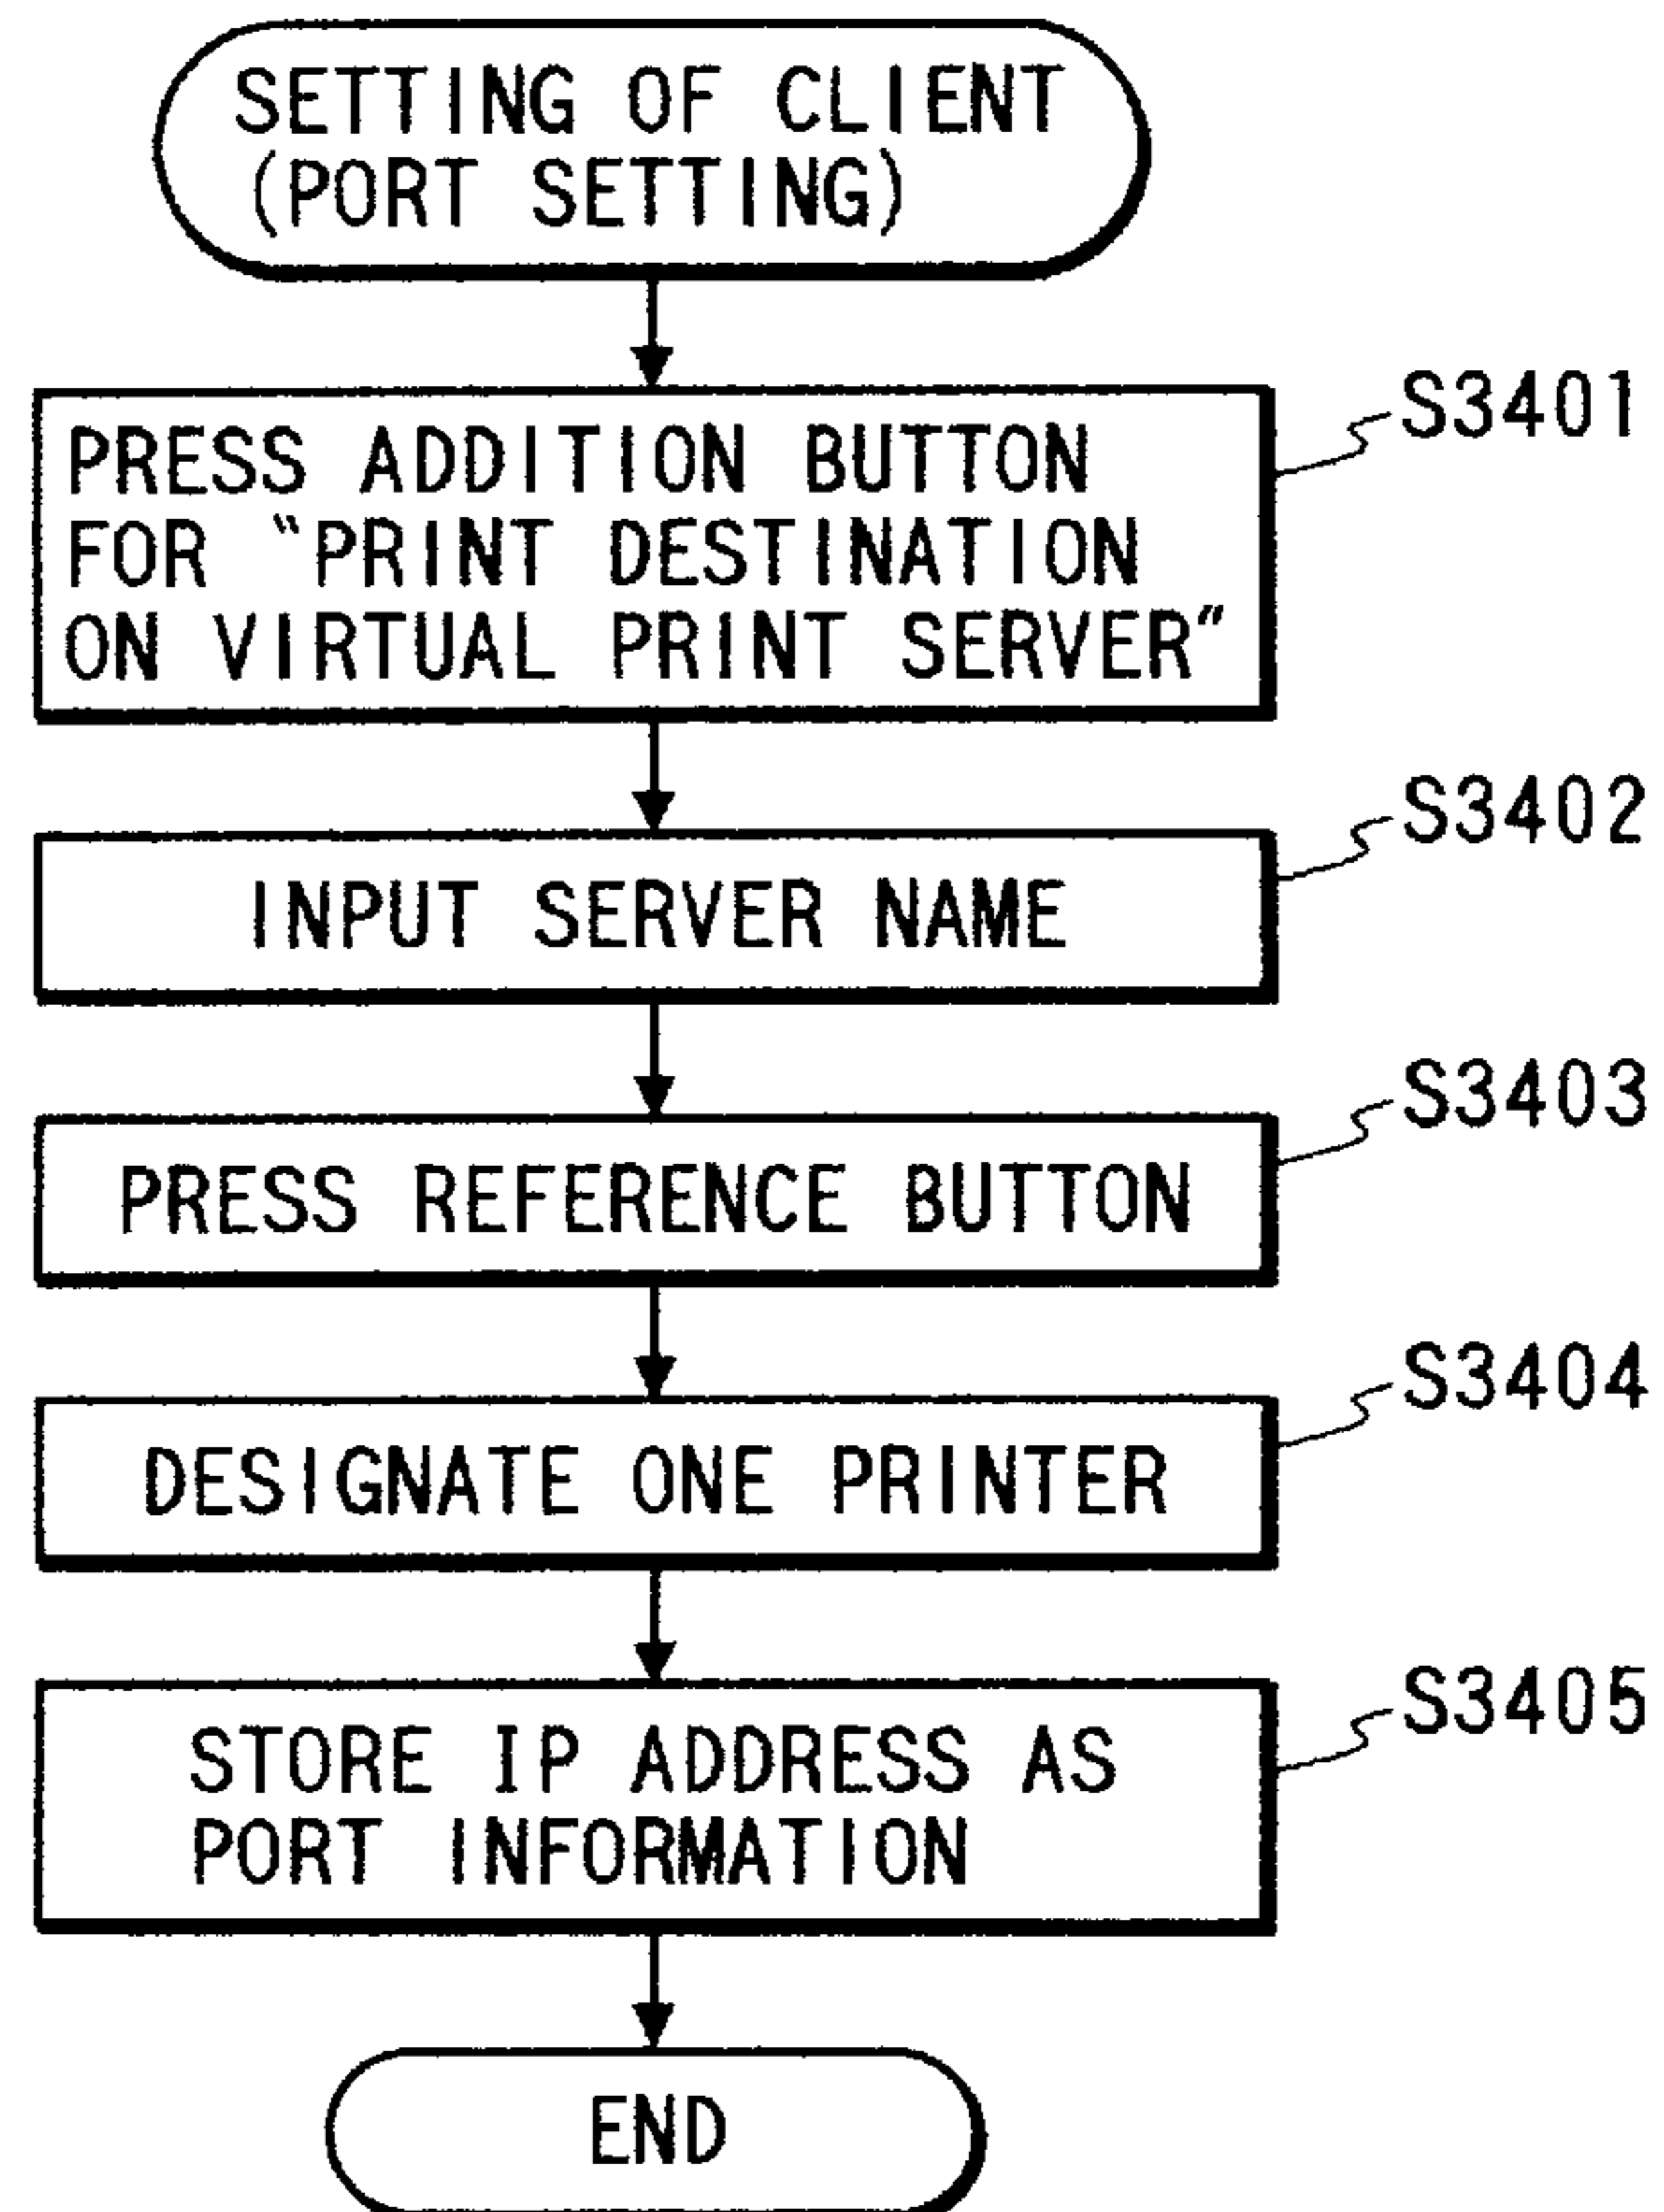 SETTING OF CLIENT
(PORT SETTING)
S3401
PRESS ADDITION BUTTON
FOR "PRINT DESTINATION
ON VIRTUAL PRINT SERVER"
S3402
INPUT SERVER NAME
S3403
PRESS REFERENCE BUTTON
S3404
DESIGNATE ONE PRINTER
S3405
STORE IP ADDRESS AS
PORT INFORMATION
END